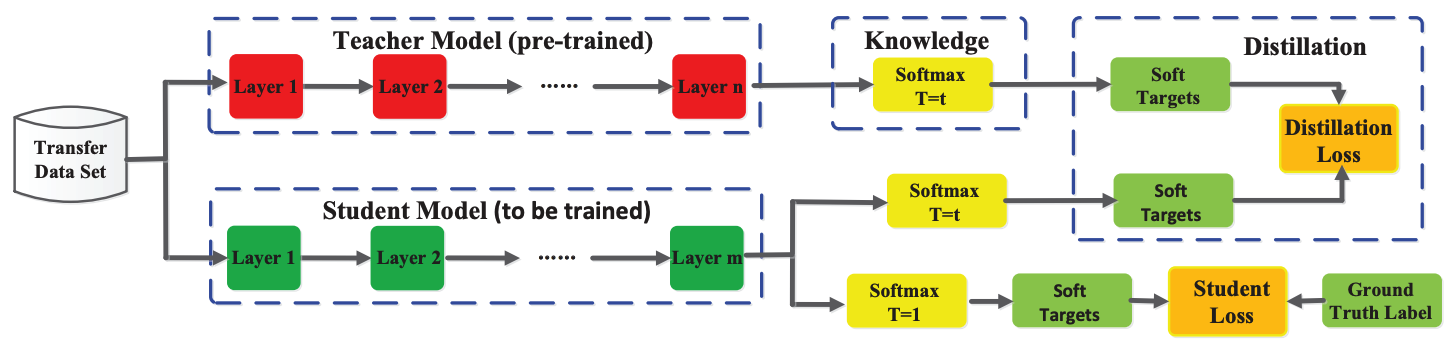 Transfer
Data Set
Teacher Model (pre-trained)
Layer 1
Layer 2
......
Layer n
Knowledge
Softmax
T=t
Distillation
Soft
Targets
Distillation
Loss
Student Model (to be trained)
Layer 1
Layer 2
......
Layer m
Softmax
T=t
Soft
Targets
Softmax
T=1
Soft
Targets
Student
Loss
Ground
Truth Label